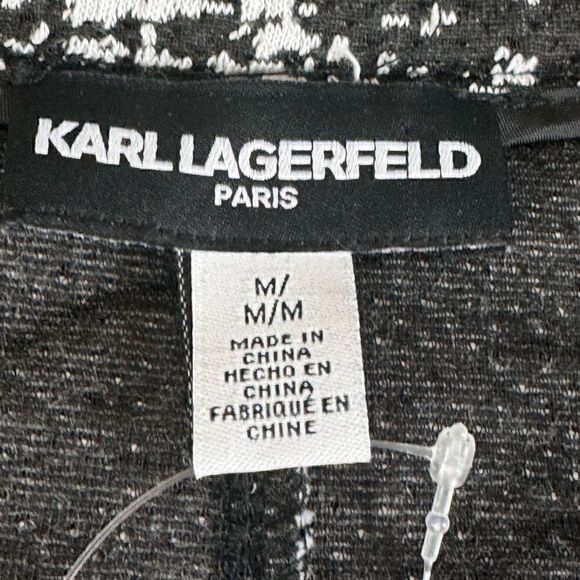 KARL LAGERFELD
PARIS
M/
M/M
MADE IN
CHINA
HECHO EN
CHINA
FABRIQUÉ EN
CHINE